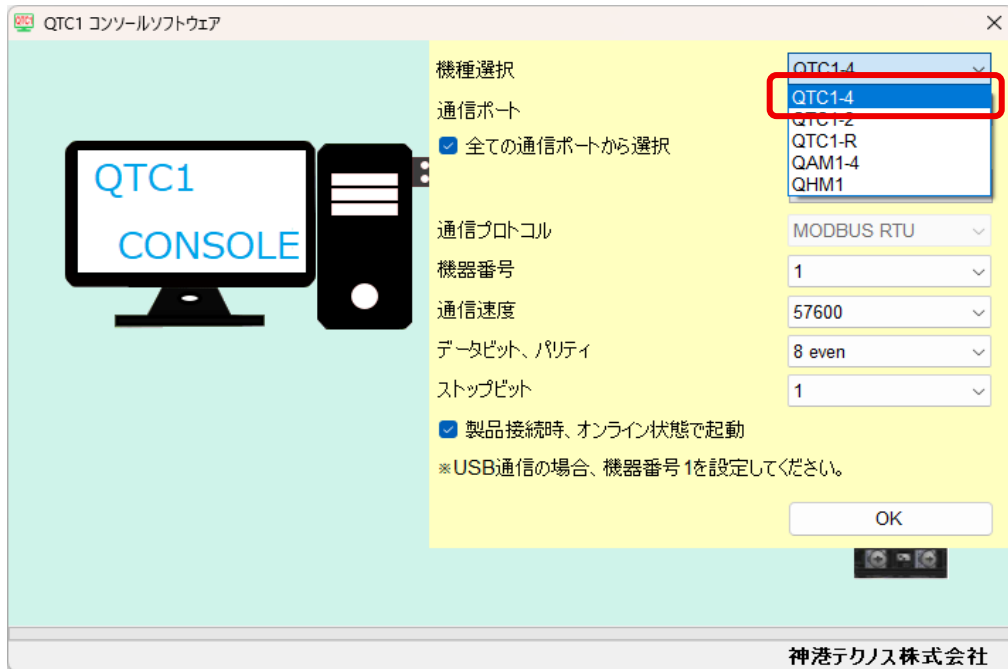 QTC1 コンソールソフトウェア
機種選択
QTC1-4
QTC1-4
QTC1-2
QTC1-R
QAM1-4
QHM1
通信ポート
全ての通信ポートから選択
QTC1
CONSOLE
通信プロトコル
MODBUS RTU
機器番号
1
通信速度
57600
データビット、パリティ
8 even
ストップビット
1
製品接続時、オンライン状態で起動
※USB通信の場合、機器番号1を設定してください。
OK
神港テクノス株式会社